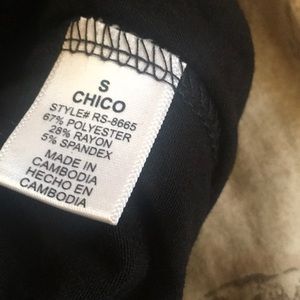 S
CHICO
STYLE# RS-8665
67% POLYESTER
28% RAYON
5% SPANDEX
MADE IN
CAMBODIA
HECHO EN
CAMBODIA